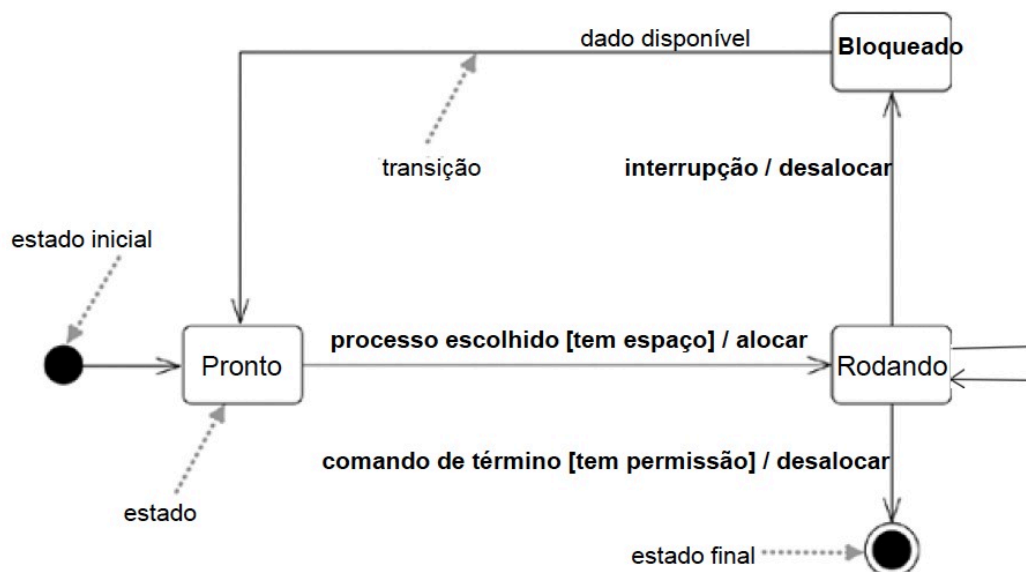 dado disponível
Bloqueado
transição
interrupção / desalocar
estado inicial
processo escolhido [tem espaço] / alocar
Pronto
Rodando
comando de término [tem permissão] / desalocar
estado
estado final